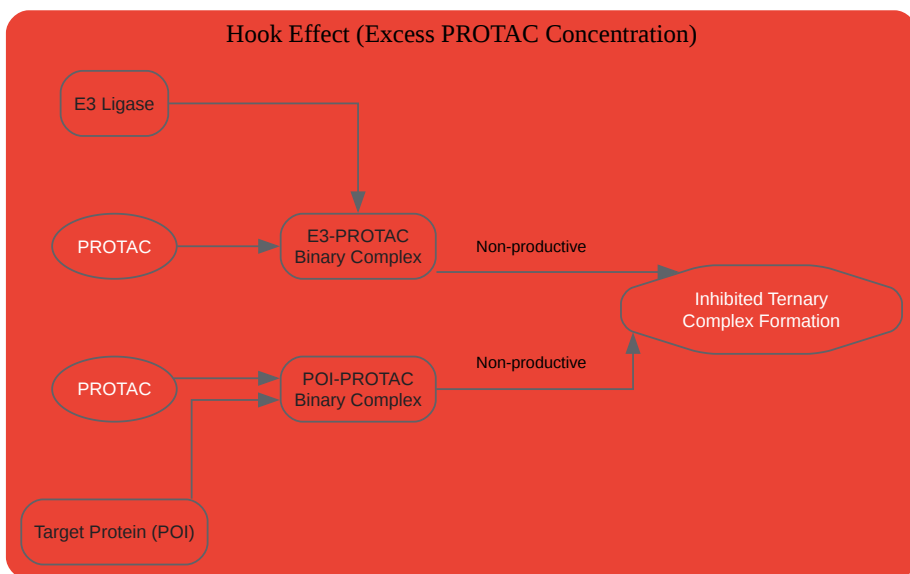 Hook Effect (Excess PROTAC Concentration)
E3 Ligase
PROTAC
E3-PROTAC
Binary Complex
Non-productive
Inhibited Ternary
Complex Formation
PROTAC
POI-PROTAC
Binary Complex
Non-productive
Target Protein (POI)